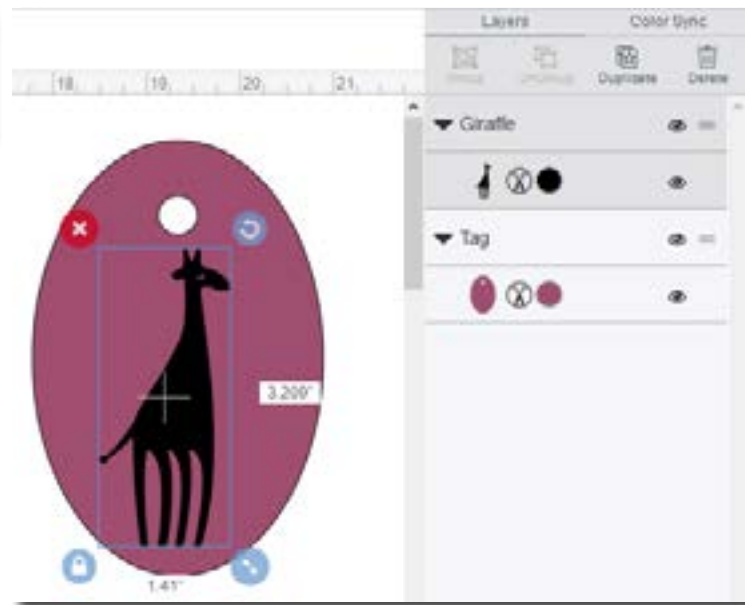 Layers Color Sync
Group Ungroup Duplicate Delete
18 19 20 21
Giraffe
Tag
3.209"
1.41"